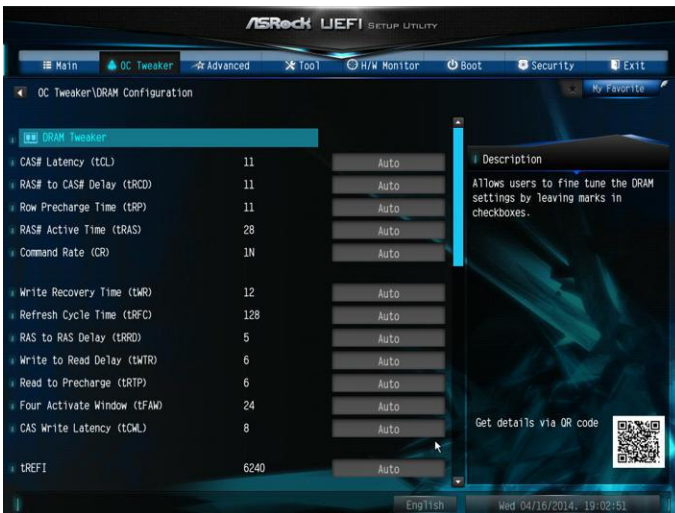 ASRock UEFI SETUP UTILITY
Main OC Tweaker Advanced Tool H/W Monitor Boot Security Exit
OC Tweaker\DRAM Configuration
My Favorite
DRAM Tweaker
CAS# Latency (tCL) 11 Auto
RAS# to CAS# Delay (tRCD) 11 Auto
Row Precharge Time (tRP) 11 Auto
RAS# Active Time (tRAS) 28 Auto
Command Rate (CR) 1N Auto
Write Recovery Time (tWR) 12 Auto
Refresh Cycle Time (tRFC) 128 Auto
RAS to RAS Delay (tRRD) 5 Auto
Write to Read Delay (tWTR) 6 Auto
Read to Precharge (tRTP) 6 Auto
Four Activate Window (tFAW) 24 Auto
CAS Write Latency (tCWL) 8 Auto
tREFI 6240 Auto
Description
Allows users to fine tune the DRAM
settings by leaving marks in
checkboxes.
Get details via QR code
English Wed 04/16/2014. 19:02:51